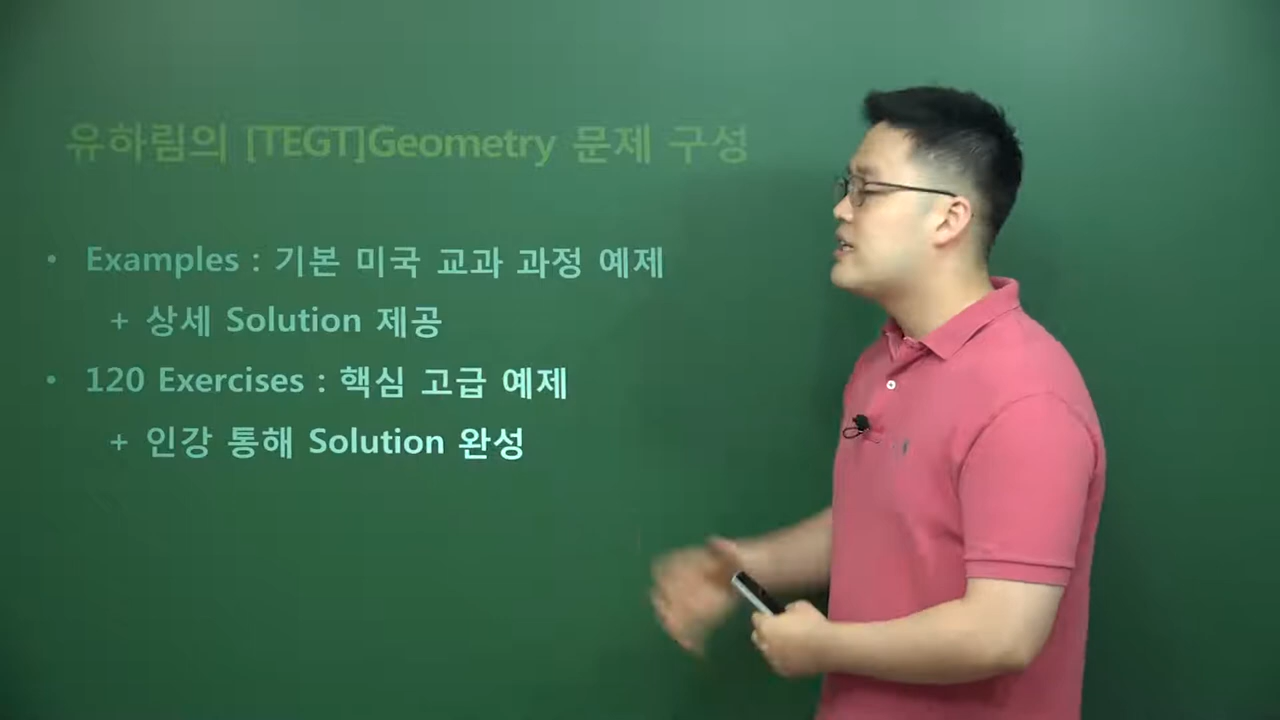 유하림의 [TEGT]Geometry 문제 구성
• Examples : 기본 미국 교과 과정 예제
+ 상세 Solution 제공
• 120 Exercises : 핵심 고급 예제
+ 인강 통해 Solution 완성